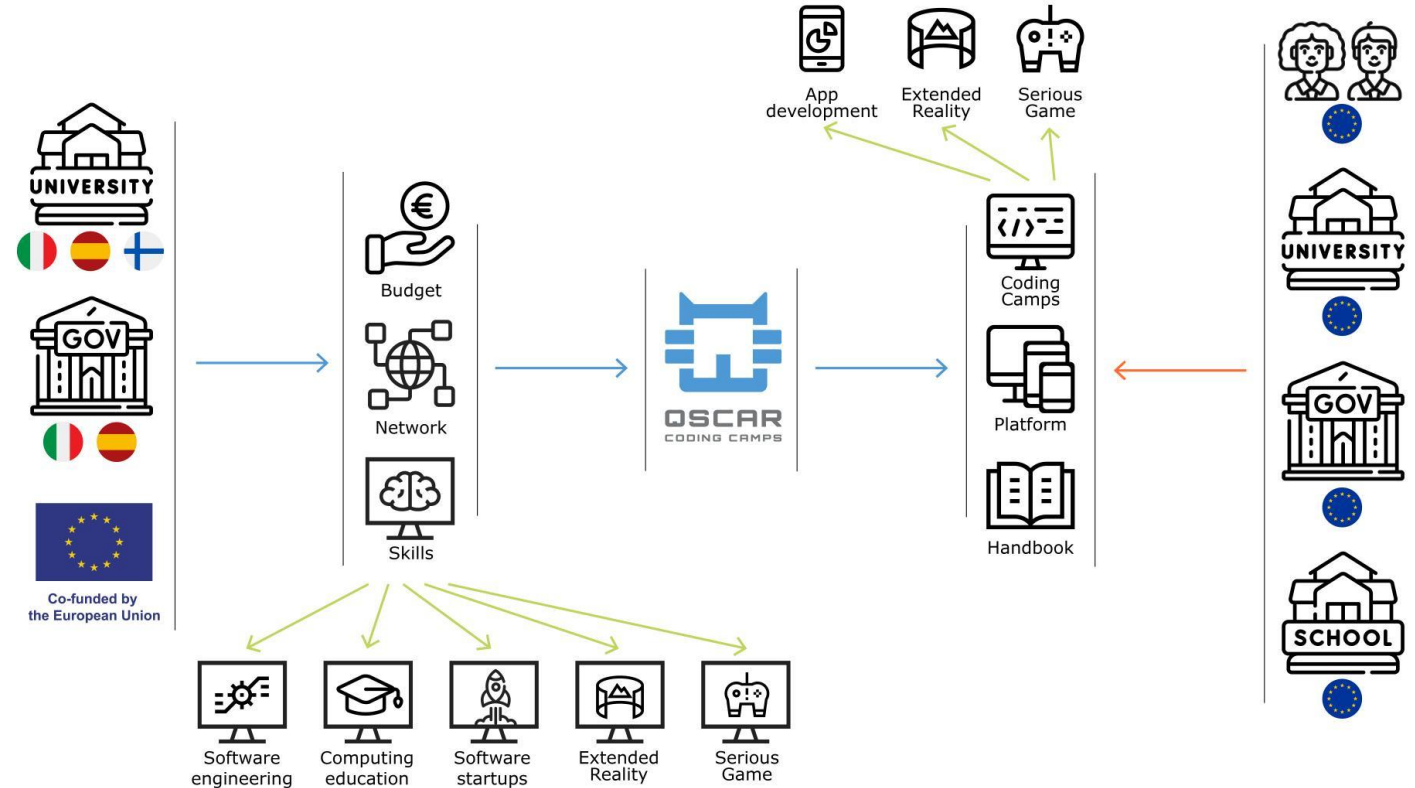 UNIVERSITY
GOV
Co-funded by
the European Union
€
Budget
Network
Skills
Software
engineering
Computing
education
Software
startups
Extended
Reality
Serious
Game
QSCAR
CODING CAMPS
App
development
Extended
Reality
Serious
Game
</>
Coding
Camps
Platform
Handbook
UNIVERSITY
GOV
SCHOOL